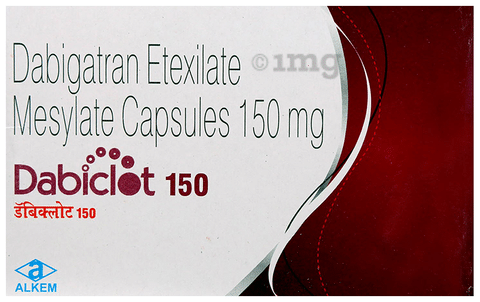 Dabigatran Etexilate
©1mg
Mesylate Capsules 150 mg
Dabiclot 150
डॅबिक्लोट 150
a
ALKEM